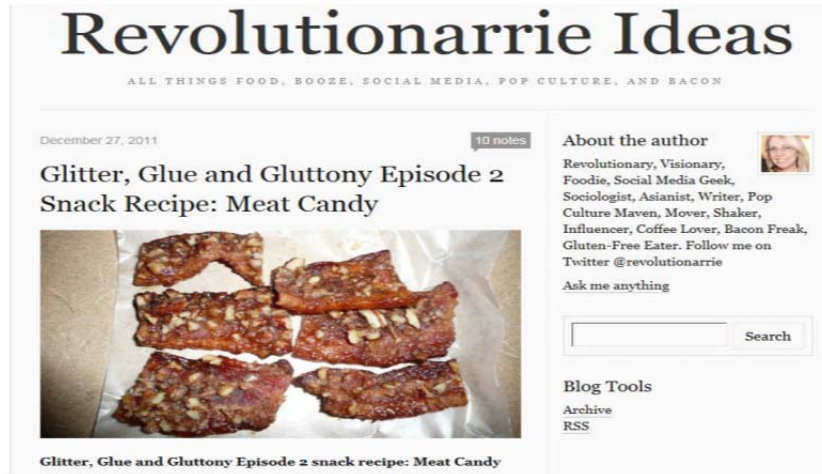 Revolutionarrie Ideas
ALL THINGS FOOD, BOOZE, SOCIAL MEDIA, POP CULTURE, AND BACON
December 27, 2011
10 notes
Glitter, Glue and Gluttony Episode 2
Snack Recipe: Meat Candy
Glitter, Glue and Gluttony Episode 2 snack recipe: Meat Candy
About the author
Revolutionary, Visionary,
Foodie, Social Media Geek,
Sociologist, Asianist, Writer, Pop
Culture Maven, Mover, Shaker,
Influencer, Coffee Lover, Bacon Freak,
Gluten-Free Eater. Follow me on
Twitter @revolutionarrie
Ask me anything
Search
Blog Tools
Archive
RSS